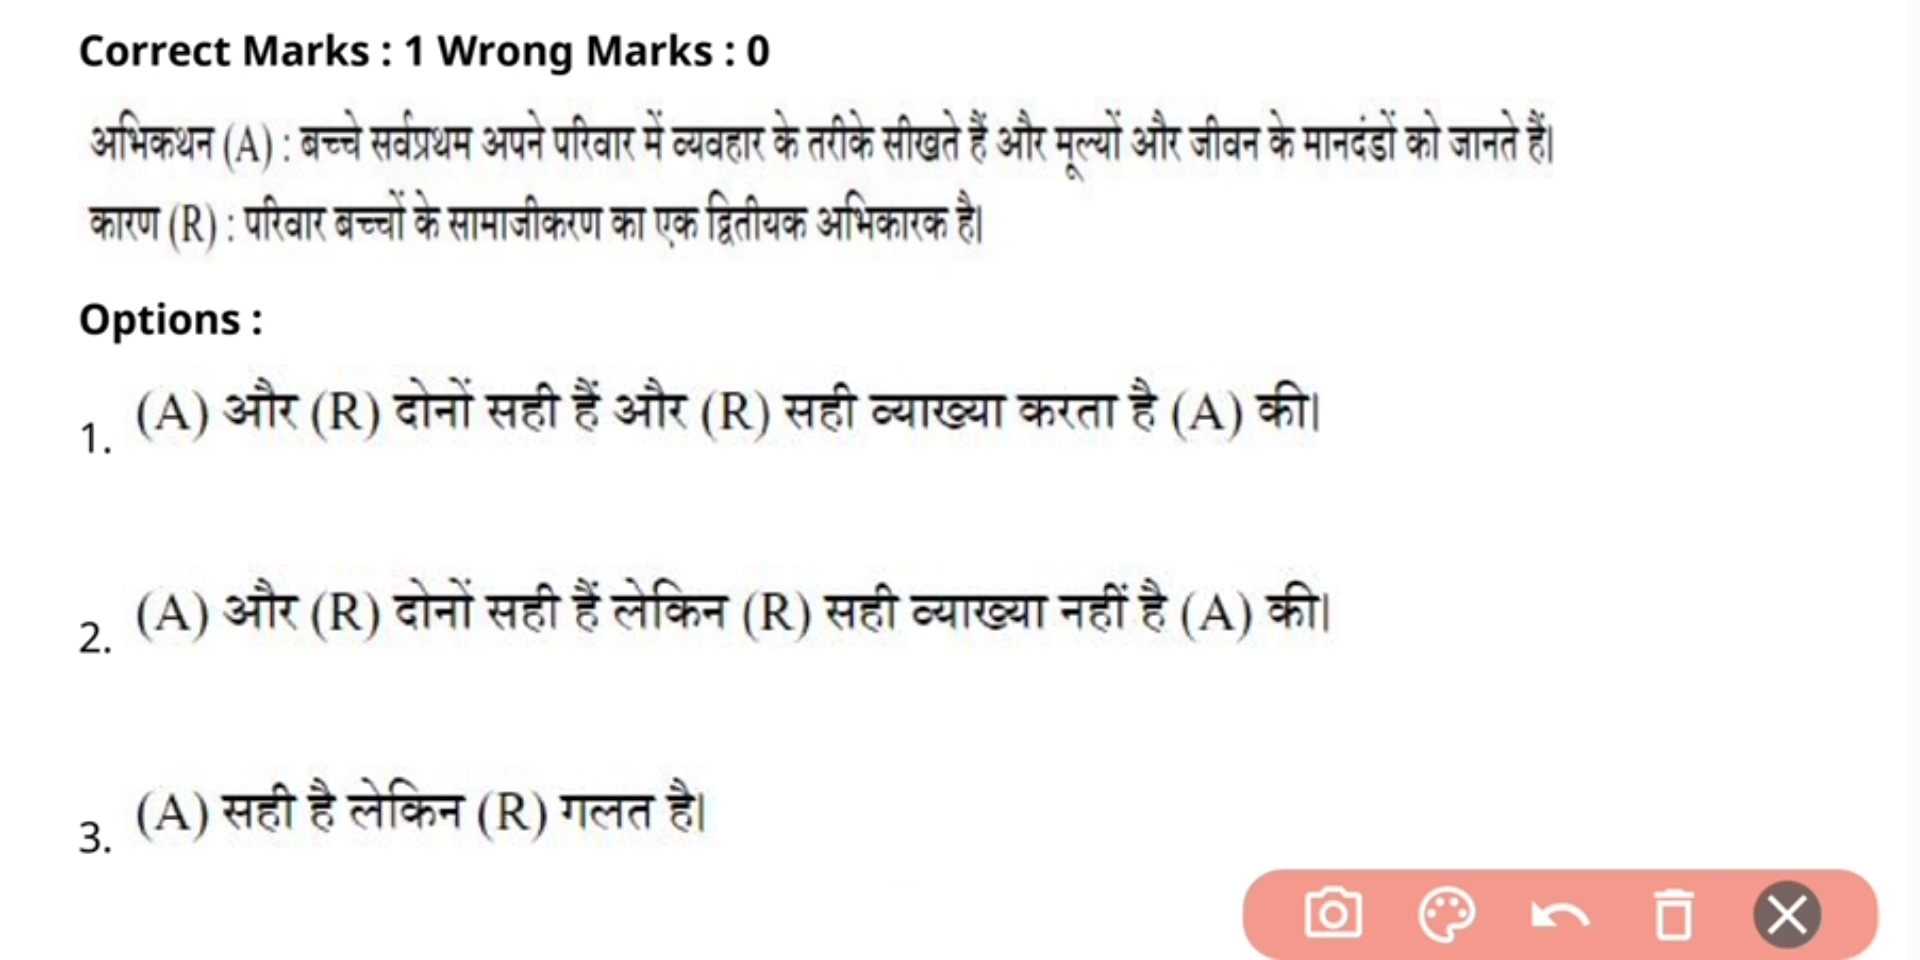 Correct Marks : 1 Wrong Marks : 0
अभिकथन (A) : बच्चे सर्वप्रथम अपने परिवार में व्यवहार के तरीके सीखते हैं और मूल्यों और जीवन के मानदंडों को जानते हैं।
कारण (R) : परिवार बच्चों के सामाजीकरण का एक द्वितीयक अभिकारक है।
Options :
1. (A) और (R) दोनों सही हैं और (R) सही व्याख्या करता है (A) की।
2. (A) और (R) दोनों सही हैं लेकिन (R) सही व्याख्या नहीं है (A) की।
3. (A) सही है लेकिन (R) गलत है।